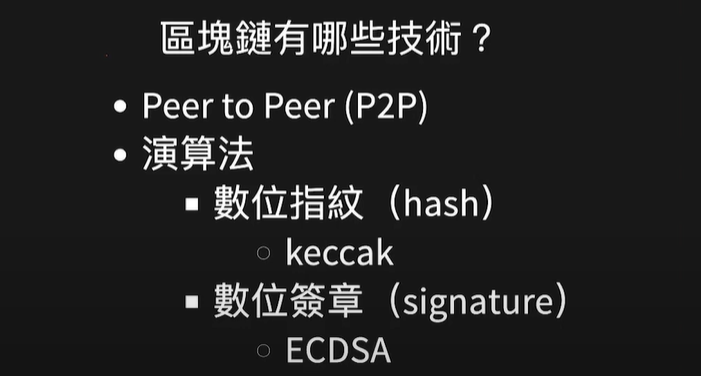 區塊鏈有哪些技術？
• Peer to Peer (P2P)
• 演算法
▪ 數位指紋（hash）
○ keccak
▪ 數位簽章（signature）
○ ECDSA